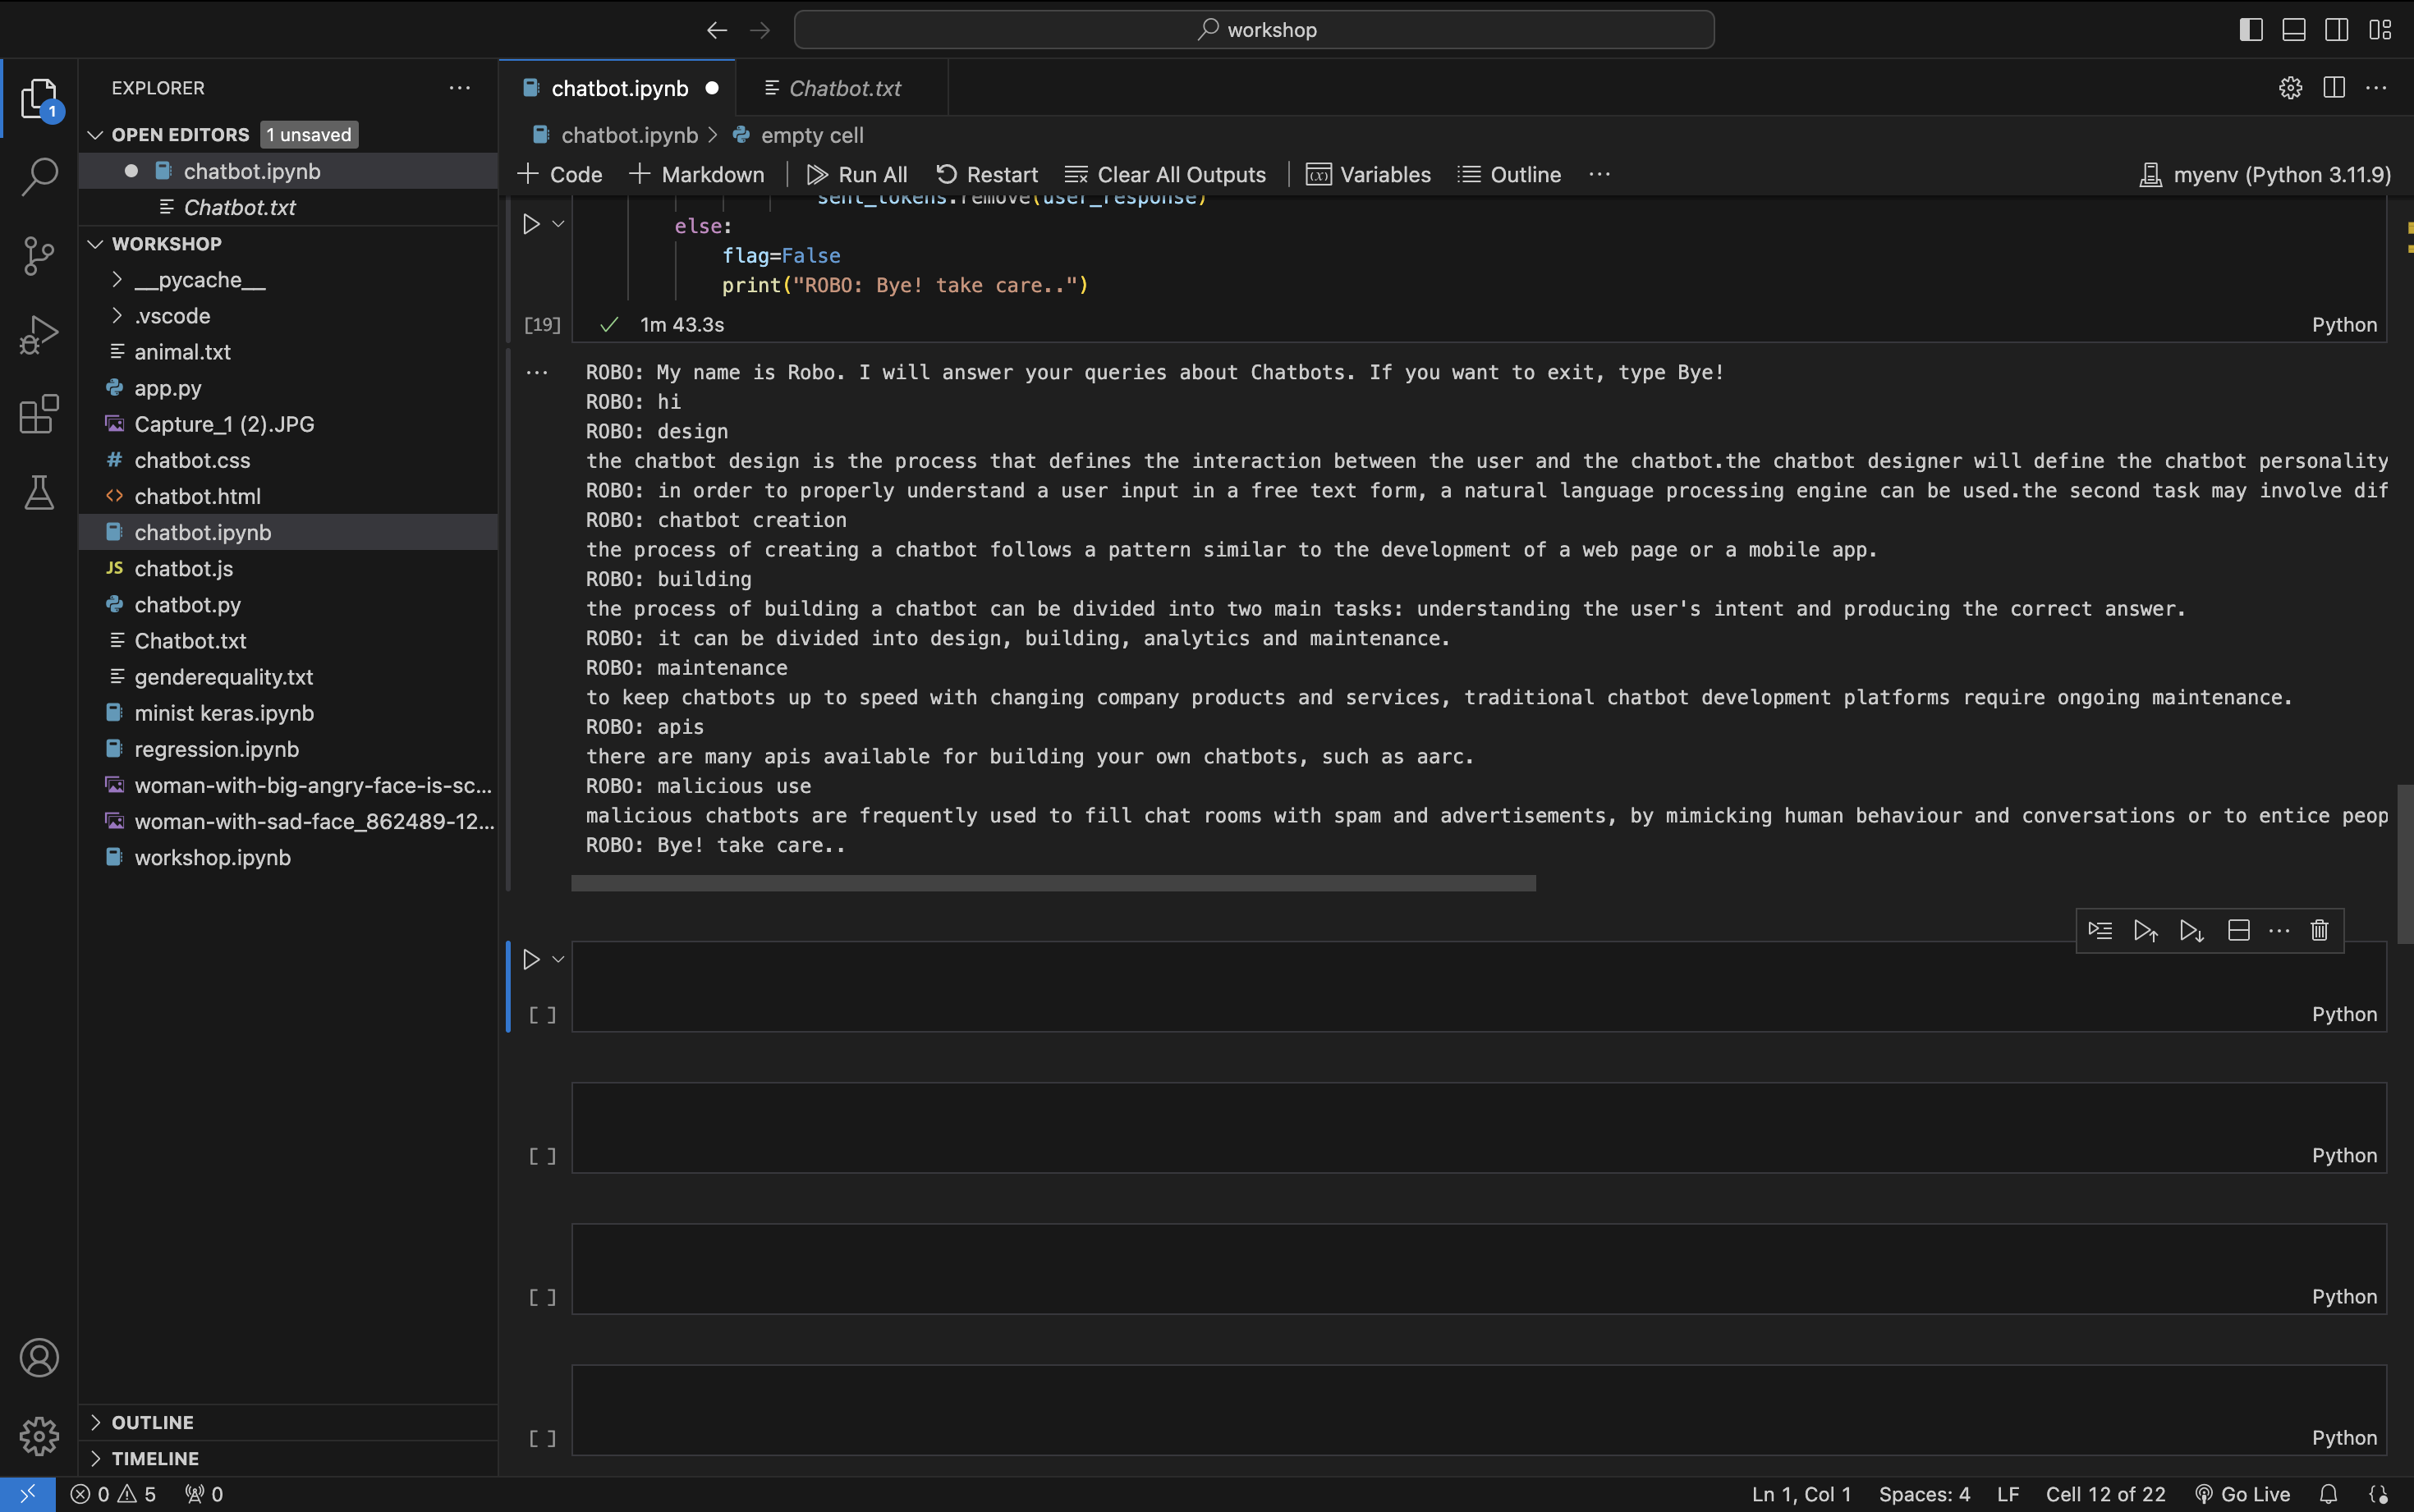 workshop
EXPLORER
OPEN EDITORS 1 unsaved
chatbot.ipynb
Chatbot.txt
WORKSHOP
__pycache__
.vscode
animal.txt
app.py
Capture_1 (2).JPG
# chatbot.css
<> chatbot.html
chatbot.ipynb
JS chatbot.js
chatbot.py
Chatbot.txt
genderequality.txt
minist keras.ipynb
regression.ipynb
woman-with-big-angry-face-is-sc...
woman-with-sad-face_862489-12...
workshop.ipynb
OUTLINE
TIMELINE
1
chatbot.ipynb
Chatbot.txt
chatbot.ipynb > empty cell
+ Code + Markdown Run All Restart Clear All Outputs Variables Outline ...
myenv (Python 3.11.9)
sent_tokens.remove(user_response)
else:
flag=False
print("ROBO: Bye! take care..")
[19] ✓ 1m 43.3s Python
ROBO: My name is Robo. I will answer your queries about Chatbots. If you want to exit, type Bye!
ROBO: hi
ROBO: design
the chatbot design is the process that defines the interaction between the user and the chatbot.the chatbot designer will define the chatbot personality
ROBO: in order to properly understand a user input in a free text form, a natural language processing engine can be used.the second task may involve dif
ROBO: chatbot creation
the process of creating a chatbot follows a pattern similar to the development of a web page or a mobile app.
ROBO: building
the process of building a chatbot can be divided into two main tasks: understanding the user's intent and producing the correct answer.
ROBO: it can be divided into design, building, analytics and maintenance.
ROBO: maintenance
to keep chatbots up to speed with changing company products and services, traditional chatbot development platforms require ongoing maintenance.
ROBO: apis
there are many apis available for building your own chatbots, such as aarc.
ROBO: malicious use
malicious chatbots are frequently used to fill chat rooms with spam and advertisements, by mimicking human behaviour and conversations or to entice peop
ROBO: Bye! take care..
[ ] Python
[ ] Python
[ ] Python
[ ] Python
0 5 0
Ln 1, Col 1 Spaces: 4 LF Cell 12 of 22 Go Live